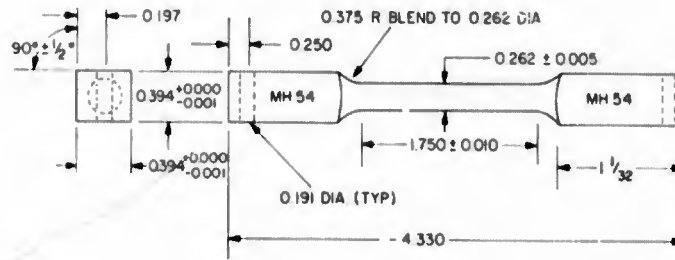 0.197
0.375 R BLEND TO 0.262 DIA
90° ± 1/2°
0.250
0.262 ± 0.005
0.394 +0.000 -0.001
MH 54
MH 54
1.750 ± 0.010
0.394 +0.000 -0.001
1 1/32
0.191 DIA. (TYP)
4.330